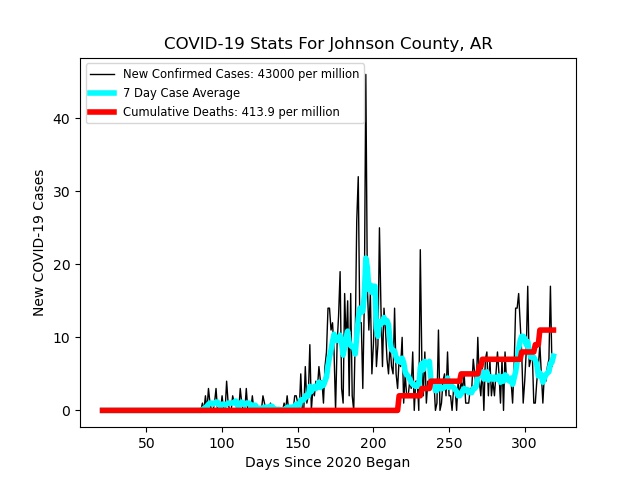 COVID-19 Stats For Johnson County, AR
New Confirmed Cases: 43000 per million
7 Day Case Average
Cumulative Deaths: 413.9 per million
New COVID-19 Cases
40
30
20
10
0
50 100 150 200 250 300
Days Since 2020 Began